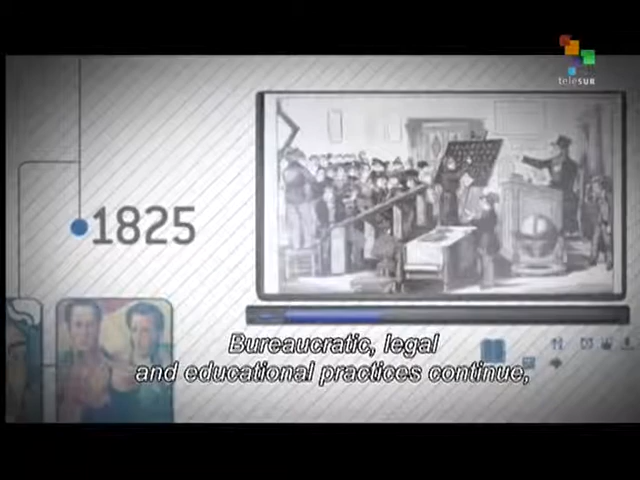 teleSUR
1825
Bureaucratic, legal
and educational practices continue,